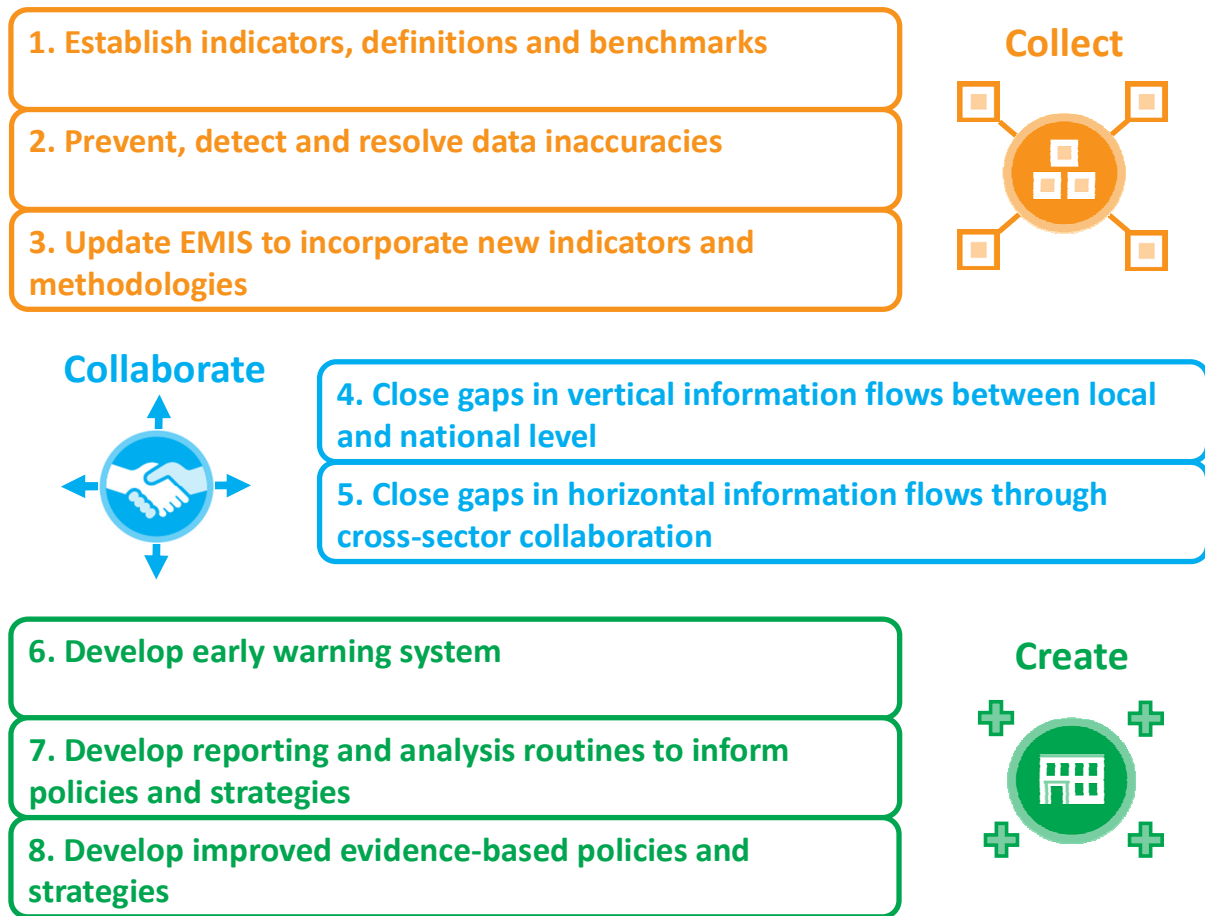 1. Establish indicators, definitions and benchmarks
Collect
2. Prevent, detect and resolve data inaccuracies
3. Update EMIS to incorporate new indicators and
methodologies
Collaborate
4. Close gaps in vertical information flows between local
and national level
5. Close gaps in horizontal information flows through
cross-sector collaboration
6. Develop early warning system
Create
7. Develop reporting and analysis routines to inform
policies and strategies
8. Develop improved evidence-based policies and
strategies